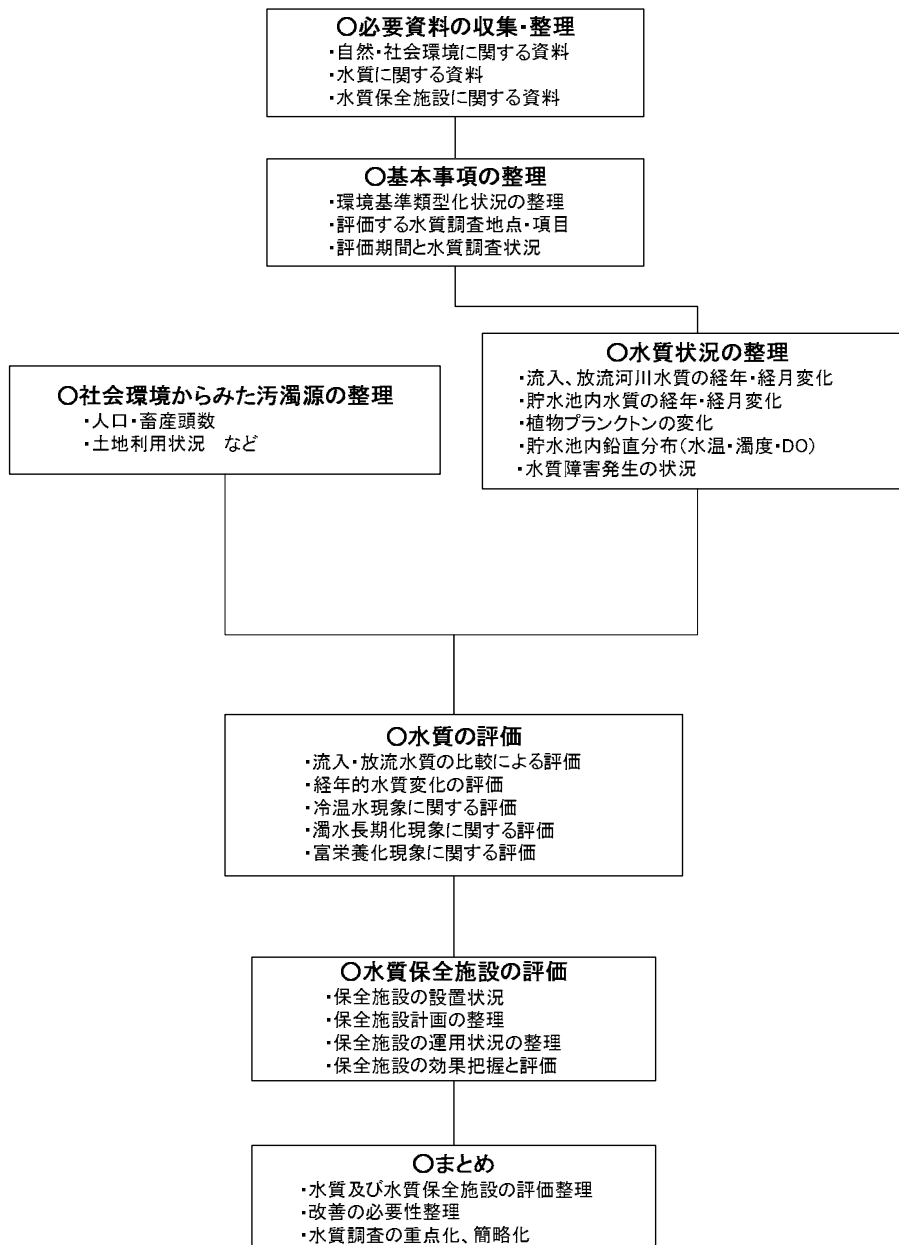 〇必要資料の収集・整理
・自然・社会環境に関する資料
・水質に関する資料
・水質保全施設に関する資料
〇基本事項の整理
・環境基準類型化状況の整理
・評価する水質調査地点・項目
・評価期間と水質調査状況
〇社会環境からみた汚濁源の整理
・人口・畜産頭数
・土地利用状況　など
〇水質状況の整理
・流入、放流河川水質の経年・経月変化
・貯水池内水質の経年・経月変化
・植物プランクトンの変化
・貯水池内鉛直分布(水温・濁度・DO)
・水質障害発生の状況
〇水質の評価
・流入・放流水質の比較による評価
・経年的水質変化の評価
・冷温水現象に関する評価
・濁水長期化現象に関する評価
・富栄養化現象に関する評価
〇水質保全施設の評価
・保全施設の設置状況
・保全施設計画の整理
・保全施設の運用状況の整理
・保全施設の効果把握と評価
〇まとめ
・水質及び水質保全施設の評価整理
・改善の必要性整理
・水質調査の重点化、簡略化